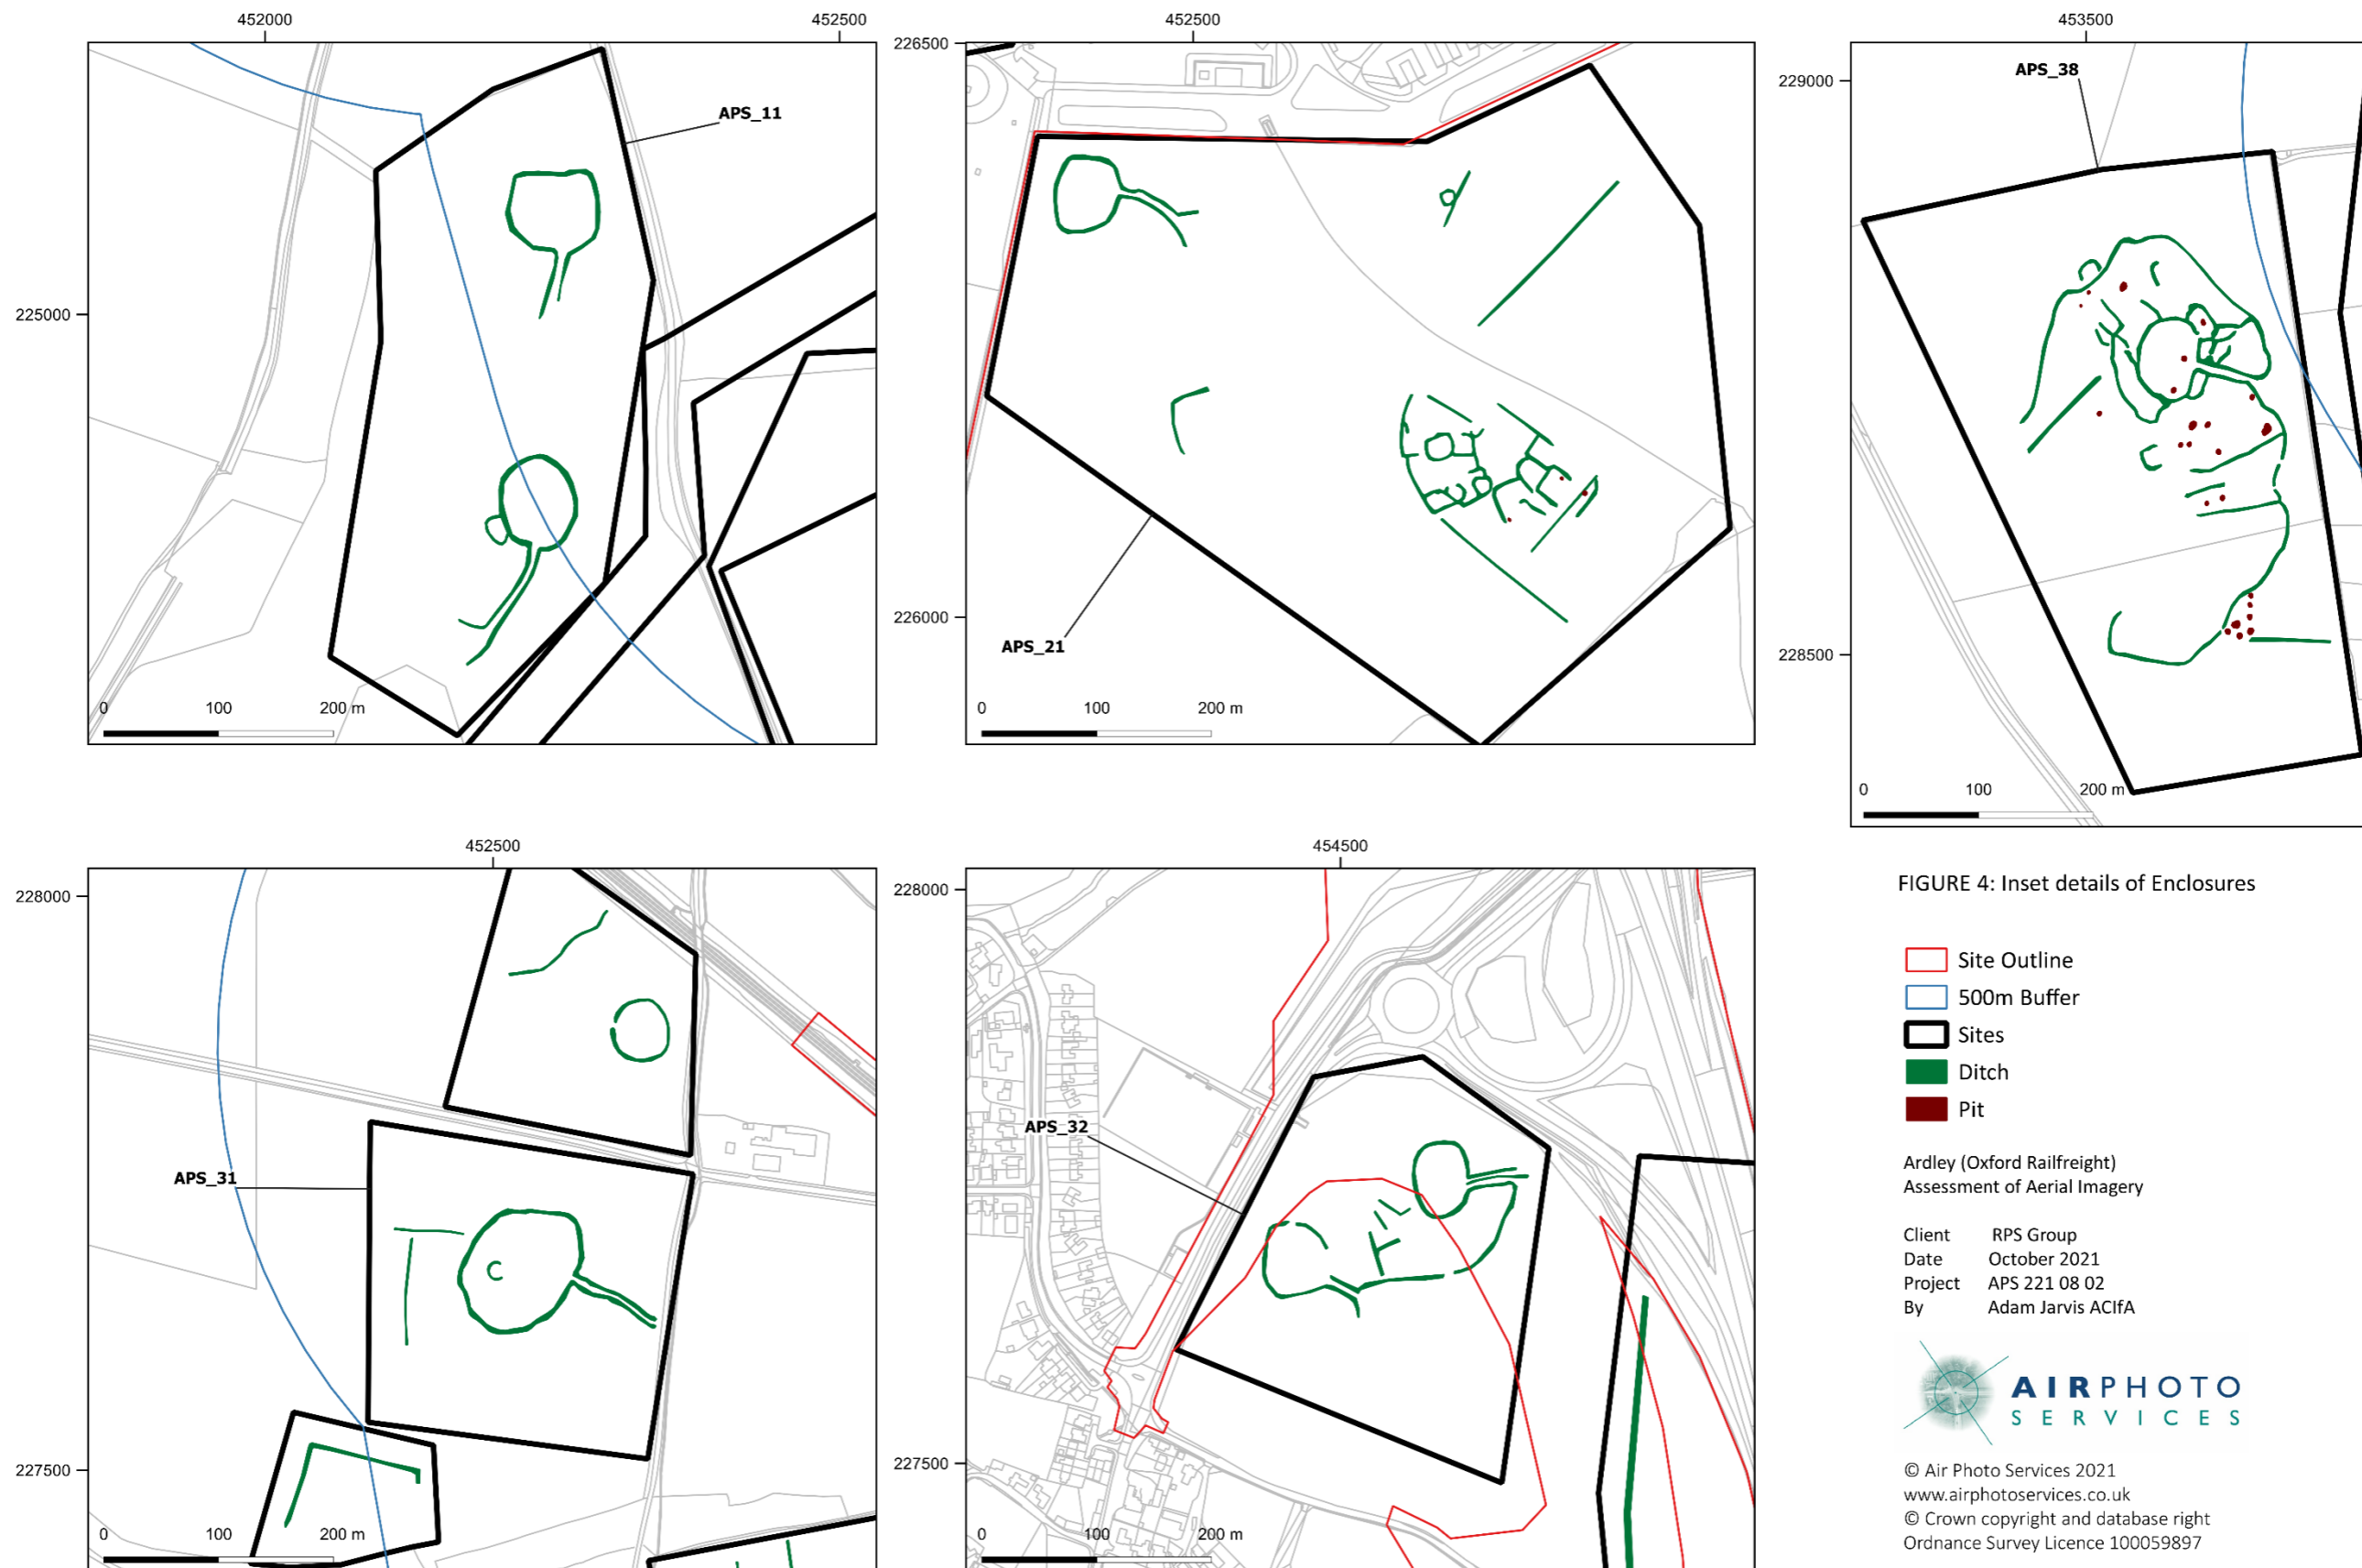 452000
452500
225000
APS_11
0 100 200 m
452500
226500
226000
APS_21
0 100 200 m
453500
229000
228500
APS_38
0 100 200 m
452500
228000
227500
APS_31
0 100 200 m
454500
228000
227500
APS_32
0 100 200 m
FIGURE 4: Inset details of Enclosures
Site Outline
500m Buffer
Sites
Ditch
Pit
Ardley (Oxford Railfreight)
Assessment of Aerial Imagery
Client RPS Group
Date October 2021
Project APS 221 08 02
By Adam Jarvis ACIfA
AIRPHOTO
SERVICES
© Air Photo Services 2021
www.airphotoservices.co.uk
© Crown copyright and database right
Ordnance Survey Licence 100059897